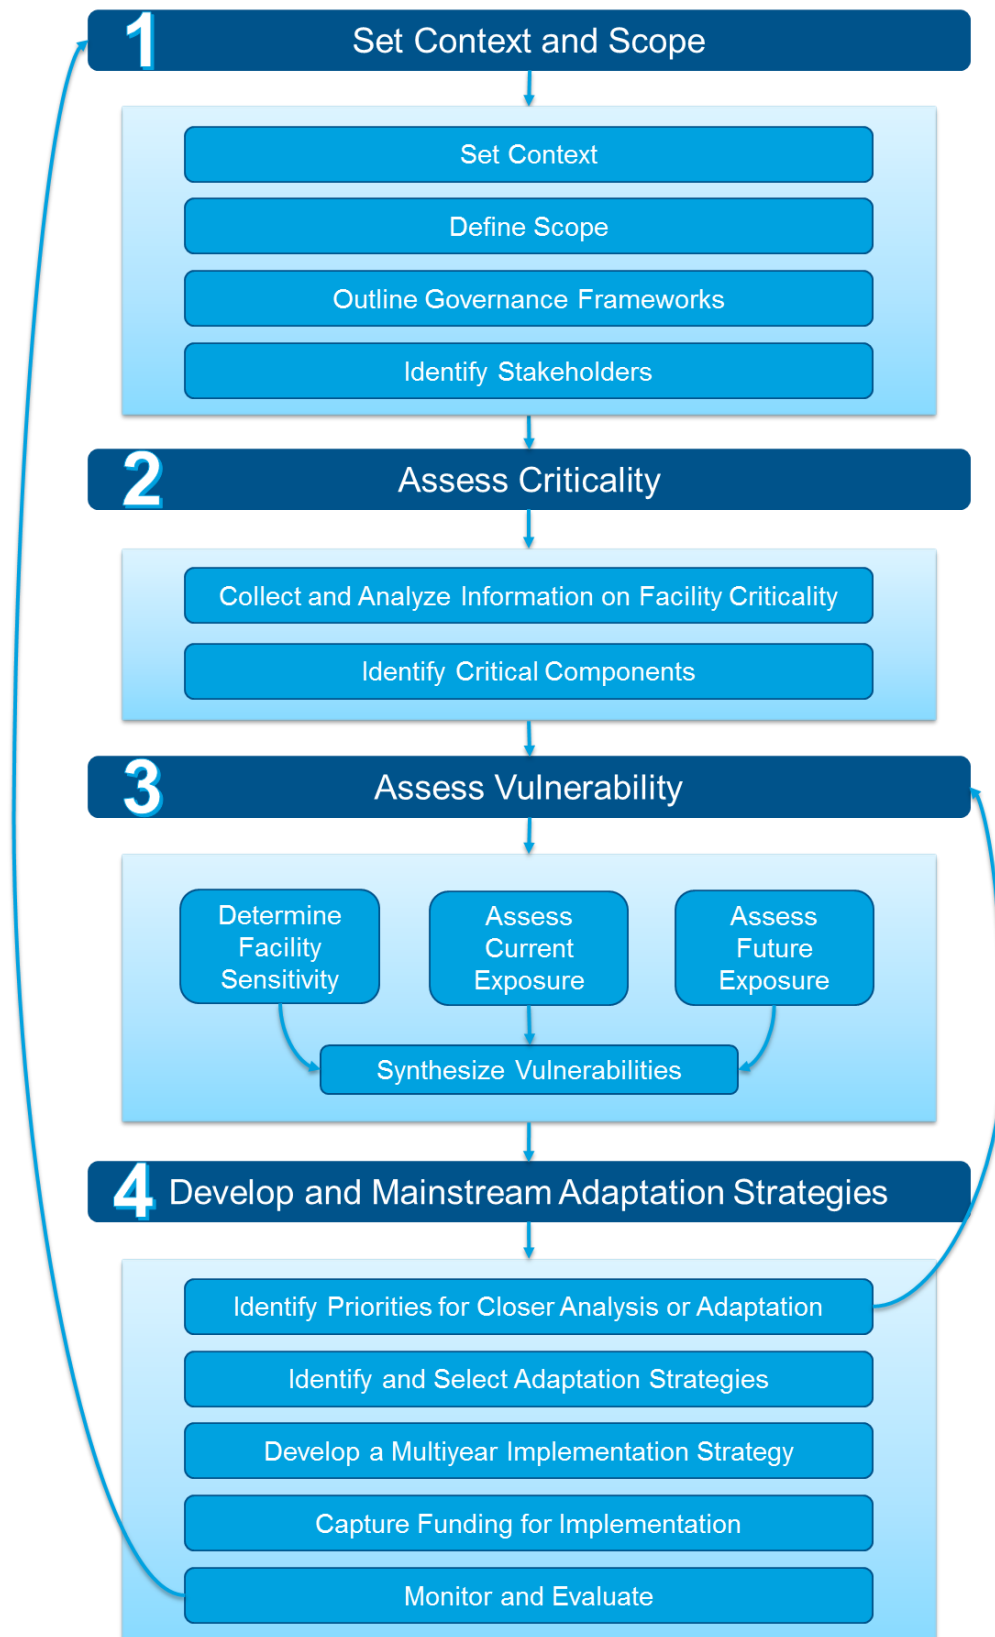 1 Set Context and Scope
Set Context
Define Scope
Outline Governance Frameworks
Identify Stakeholders
2 Assess Criticality
Collect and Analyze Information on Facility Criticality
Identify Critical Components
3 Assess Vulnerability
Determine
Facility
Sensitivity
Assess
Current
Exposure
Assess
Future
Exposure
Synthesize Vulnerabilities
4 Develop and Mainstream Adaptation Strategies
Identify Priorities for Closer Analysis or Adaptation
Identify and Select Adaptation Strategies
Develop a Multiyear Implementation Strategy
Capture Funding for Implementation
Monitor and Evaluate